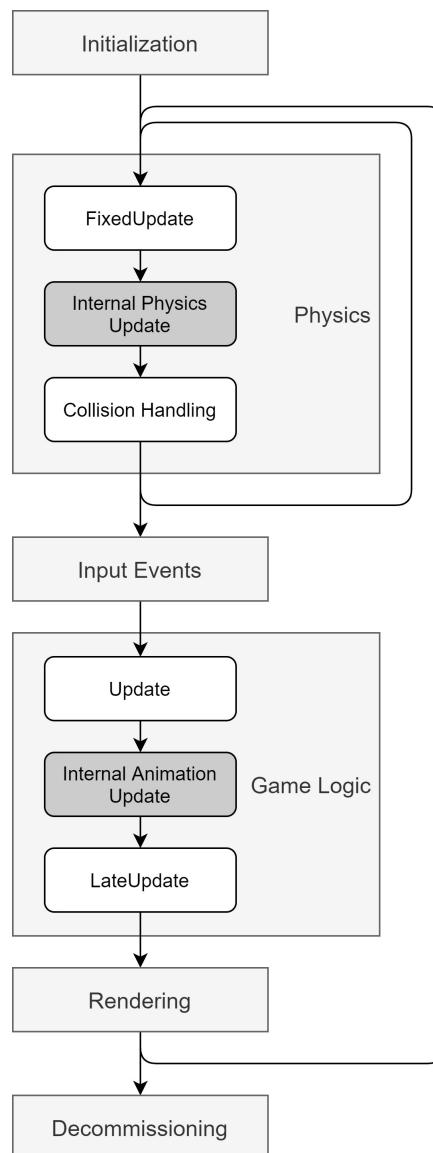 Initialization
FixedUpdate
Internal Physics
Update
Physics
Collision Handling
Input Events
Update
Internal Animation
Update
Game Logic
LateUpdate
Rendering
Decommissioning